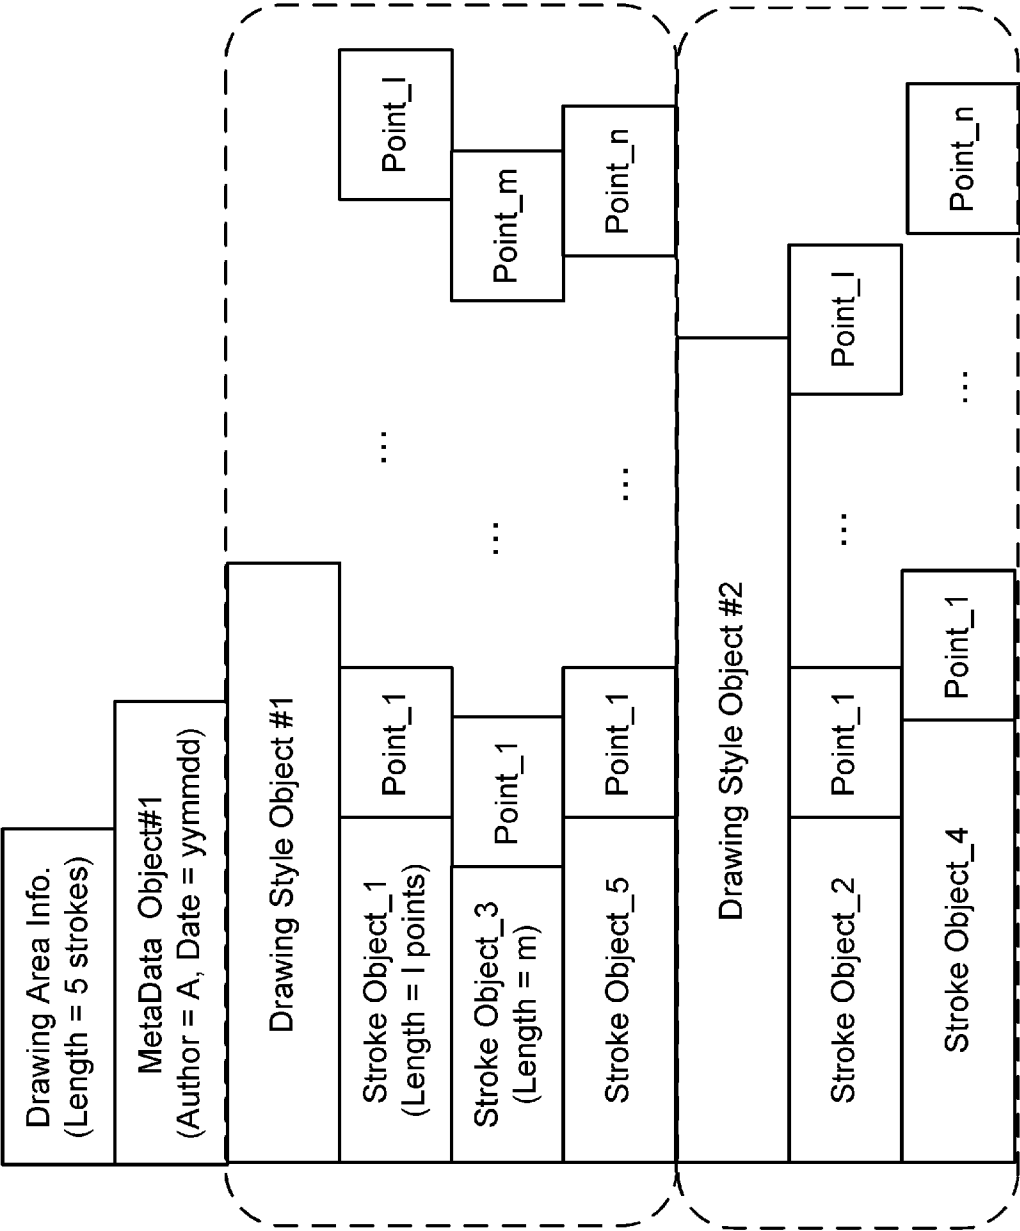 Drawing Area Info.
(Length = 5 strokes)
MetaData Object#1
(Author = A, Date = yymmdd)
Drawing Style Object #1
Stroke Object_1
(Length = l points)
Point_1
...
Point_l
Stroke Object_3
(Length = m)
Point_1
...
Point_m
Stroke Object_5
Point_1
...
Point_n
Drawing Style Object #2
Stroke Object_2
Point_1
...
Point_l
Stroke Object_4
Point_1
...
Point_n